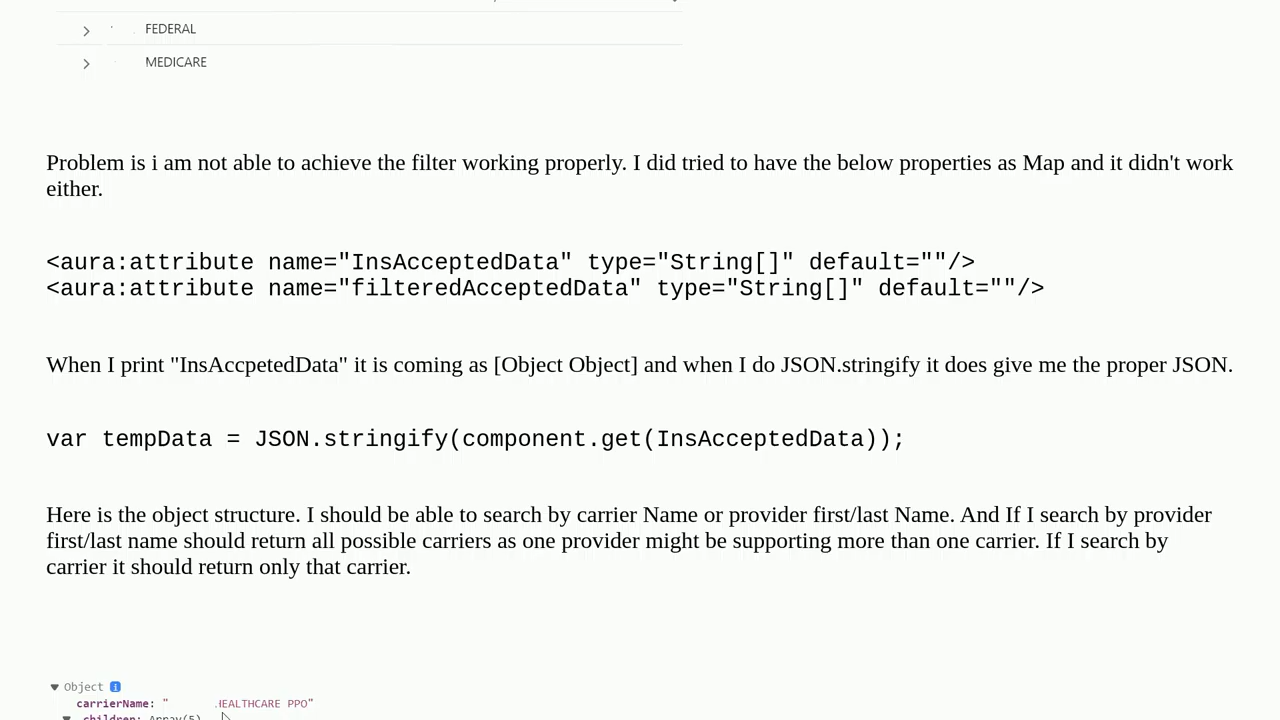 FEDERAL
MEDICARE
Problem is i am not able to achieve the filter working properly. I did tried to have the below properties as Map and it didn't work
either.
<aura:attribute name="InsAcceptedData" type="String[]" default=""/>
<aura:attribute name="filteredAcceptedData" type="String[]" default=""/>
When I print "InsAccpetedData" it is coming as [Object Object] and when I do JSON.stringify it does give me the proper JSON.
var tempData = JSON.stringify(component.get(InsAcceptedData));
Here is the object structure. I should be able to search by carrier Name or provider first/last Name. And If I search by provider
first/last name should return all possible carriers as one provider might be supporting more than one carrier. If I search by
carrier it should return only that carrier.
Object i
carrierName: " HEALTHCARE PPO"
children: Array(5)